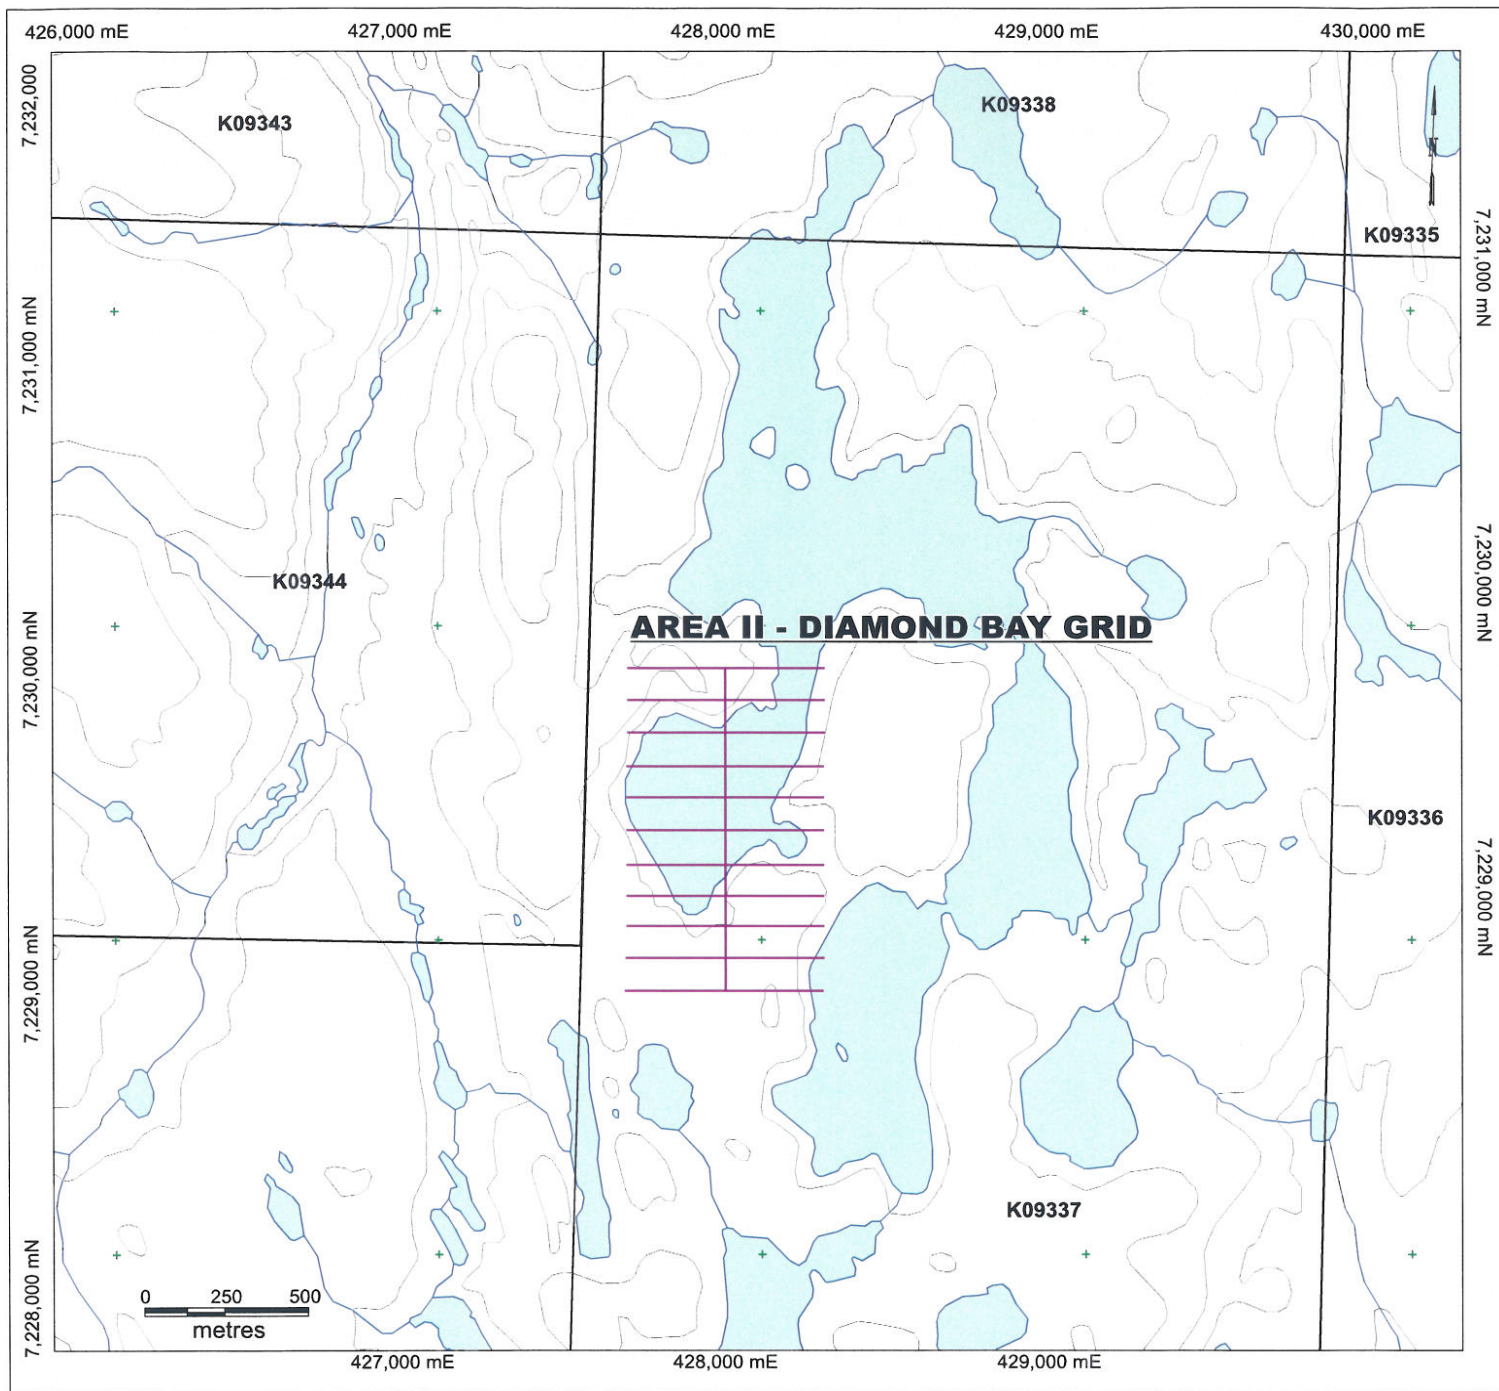 426,000 mE 427,000 mE 428,000 mE 429,000 mE 430,000 mE
7,232,000
K09343
K09338
N
K09335
7,231,000 mN
7,231,000 mN
K09344
7,230,000 mN
AREA II - DIAMOND BAY GRID
7,230,000 mN
K09336
7,229,000 mN
7,229,000 mN
K09337
7,228,000 mN
0 250 500
metres
427,000 mE 428,000 mE 429,000 mE